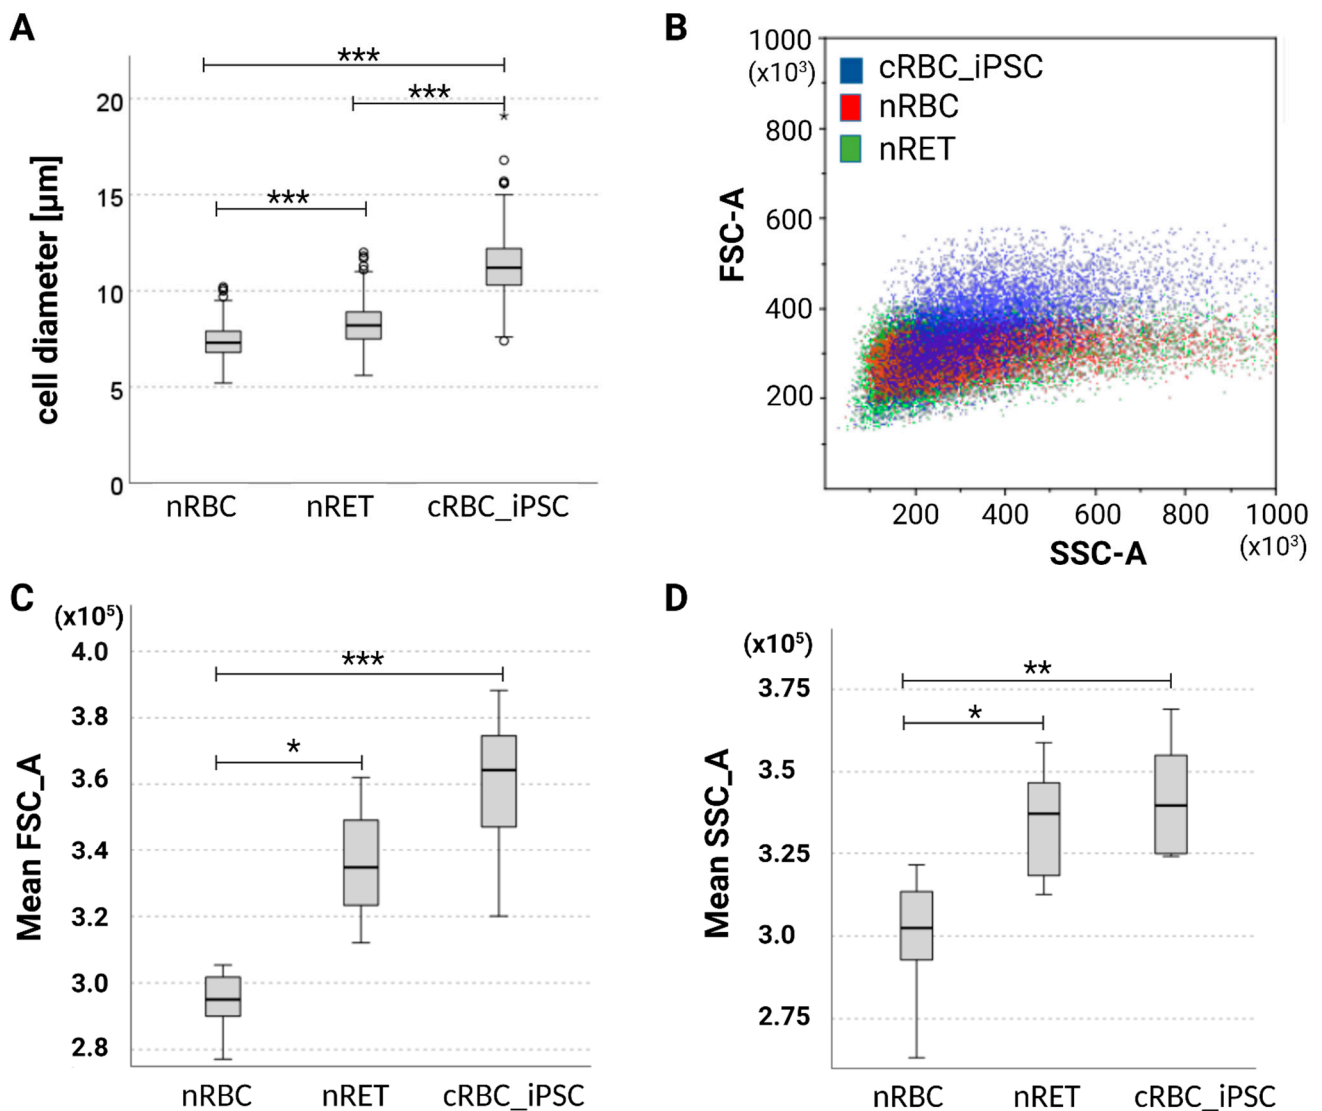 A
***
***
***
*
20
15
10
5
0
cell diameter [µm]
nRBC
nRET
cRBC_iPSC
B
1000
(x10³)
800
600
400
200
FSC-A
cRBC_iPSC
nRBC
nRET
200
400
600
800
1000
(x10³)
SSC-A
C
(x10⁵)
4.0
3.8
3.6
3.4
3.2
3.0
2.8
Mean FSC_A
***
*
nRBC
nRET
cRBC_iPSC
D
(x10⁵)
3.75
3.5
3.25
3.0
2.75
Mean SSC_A
**
*
nRBC
nRET
cRBC_iPSC